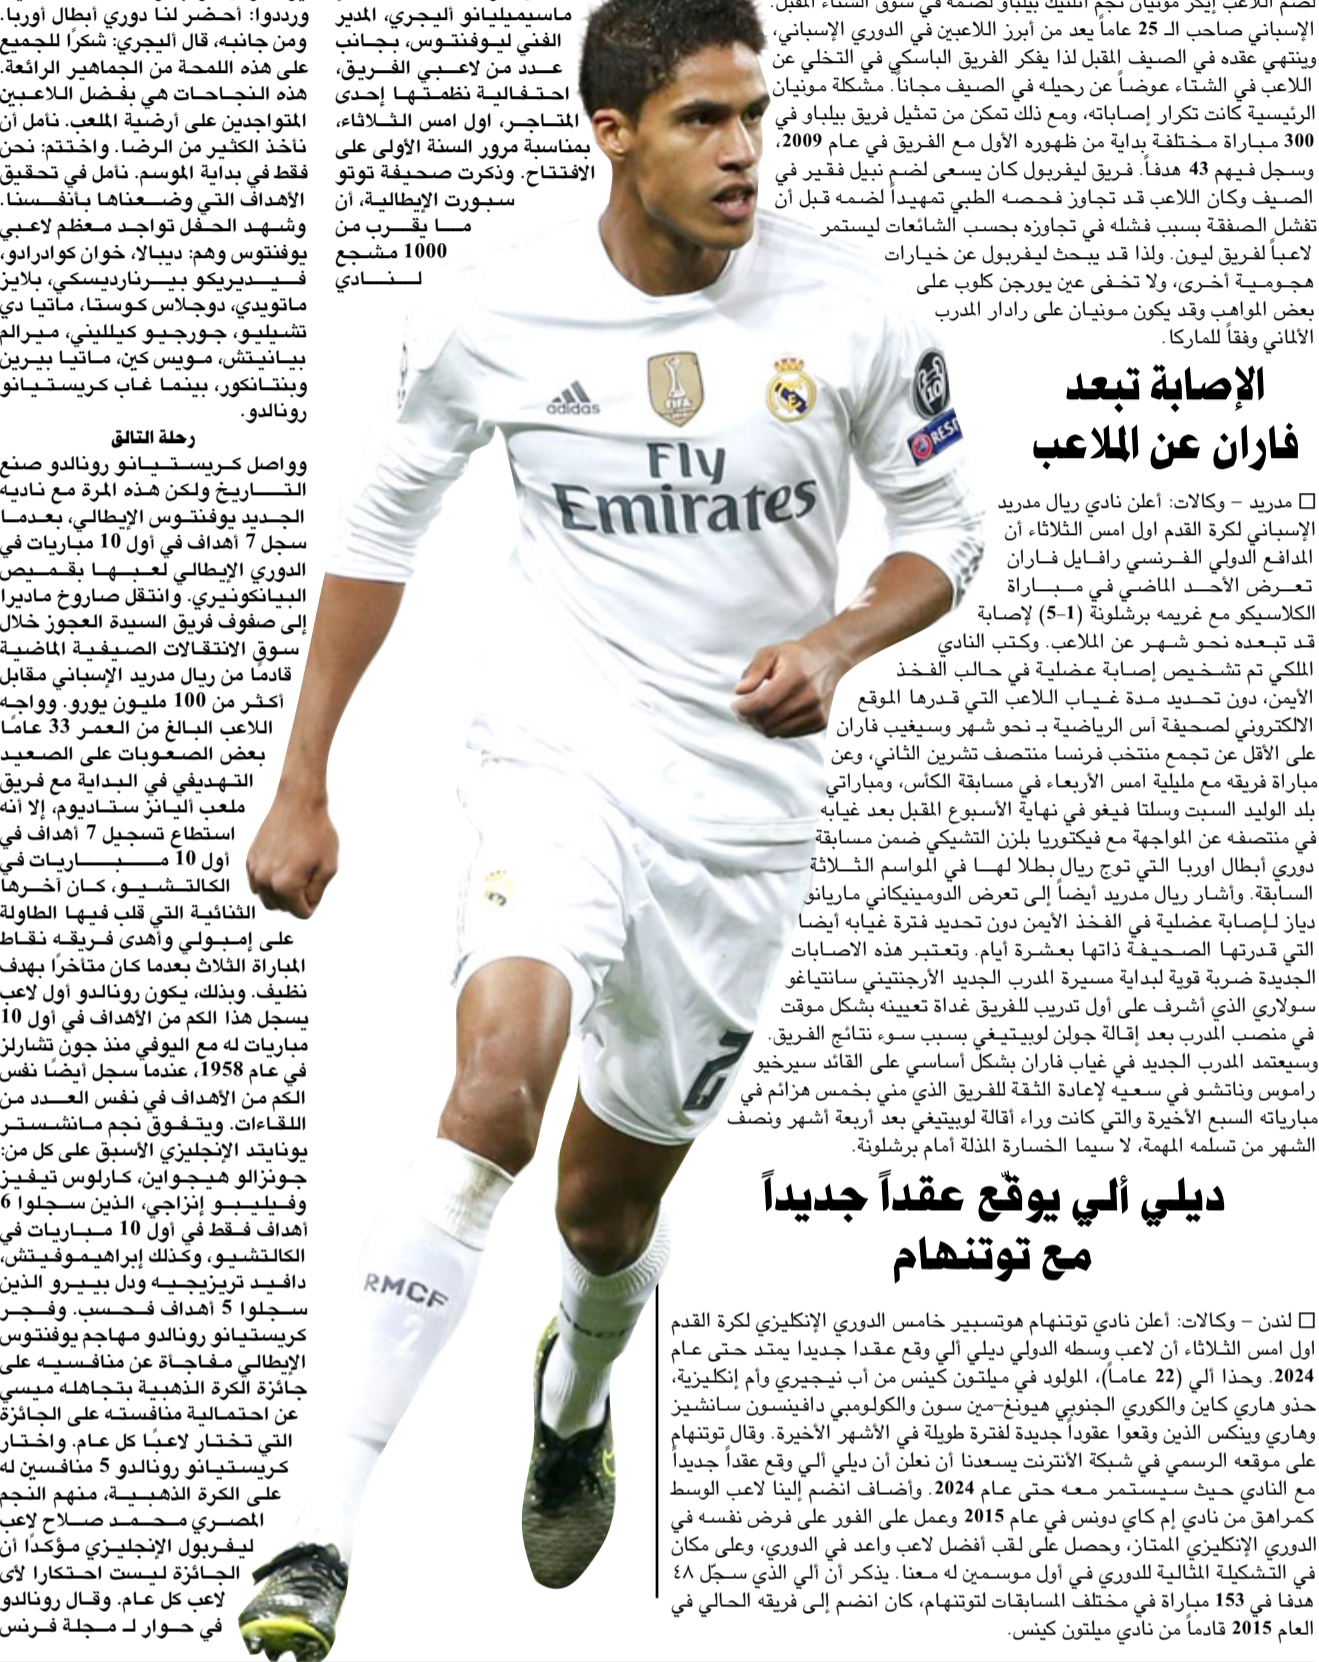 لضم اللاعب إيكر مونيان نجم أتلتيك بيلباو لضمه في سوق الشتاء المقبل.
الإسباني صاحب الـ 25 عاماً يعد من أبرز اللاعبين في الدوري الإسباني،
وينتهي عقده في الصيف المقبل لذا يفكر الفريق الباسكي في التخلي عن
اللاعب في الشتاء عوضاً عن رحيله في الصيف مجاناً. مشكلة مونيان
الرئيسية كانت تكرار إصاباته، ومع ذلك تمكن من تمثيل فريق بيلباو في
300 مباراة مختلفة بداية من ظهوره الأول مع الفريق في عام 2009،
وسجل فيهم 43 هدفاً. فريق ليفربول كان يسعى لضم نبيل فقير في
الصيف وكان اللاعب قد تجاوز فحصه الطبي تمهيداً لضمه قبل أن
تفشل الصفقة بسبب فشله في تجاوزه بحسب الشائعات ليستمر
لاعباً لفريق ليون. ولذا قد يبحث ليفربول عن خيارات
هجومية أخرى، ولا تخفى عين يورجن كلوب على
بعض المواهب وقد يكون مونيان على رادار المدرب
الألماني وفقاً للماركا.
الإصابة تبعد
فاران عن الملاعب
□ مدريد – وكالات: أعلن نادي ريال مدريد
الإسباني لكرة القدم اول امس الثلاثاء أن
المدافع الدولي الفرنسي رافايل فاران
تعرض الأحد الماضي في مباراة
الكلاسيكو مع غريمه برشلونة (1-5) لإصابة
قد تبعده نحو شهر عن الملاعب. وكتب النادي
الملكي تم تشخيص إصابة عضلية في حالب الفخذ
الأيمن، دون تحديد مدة غياب اللاعب التي قدرها الموقع
الالكتروني لصحيفة آس الرياضية بـ نحو شهر وسيغيب فاران
على الأقل عن تجمع منتخب فرنسا منتصف تشرين الثاني، وعن
مباراة فريقه مع مليلية امس الأربعاء في مسابقة الكأس، ومباراتي
بلد الوليد السبت وسلتا فيغو في نهاية الأسبوع المقبل بعد غيابه
في منتصفه عن المواجهة مع فيكتوريا بلزن التشيكي ضمن مسابقة
دوري أبطال اوربا التي توج ريال بطلا لها في المواسم الثلاثة
السابقة. وأشار ريال مدريد أيضاً إلى تعرض الدومينيكاني ماريانو
دياز لإصابة عضلية في الفخذ الأيمن دون تحديد فترة غيابه أيضا
التي قدرتها الصحيفة ذاتها بعشرة أيام. وتعتبر هذه الاصابات
الجديدة ضربة قوية لبداية مسيرة المدرب الجديد الأرجنتيني سانتياغو
سولاري الذي أشرف على أول تدريب للفريق غداة تعيينه بشكل موقت
في منصب المدرب بعد إقالة جولن لوبيتيغي بسبب سوء نتائج الفريق.
وسيعتمد المدرب الجديد في غياب فاران بشكل أساسي على القائد سيرخيو
راموس وناتشو في سعيه لإعادة الثقة للفريق الذي مني بخمس هزائم في
مبارياته السبع الأخيرة والتي كانت وراء أقالة لوبيتيغي بعد أربعة أشهر ونصف
الشهر من تسلمه المهمة، لا سيما الخسارة المذلة أمام برشلونة.
ديلي ألي يوقّع عقداً جديداً
مع توتنهام
□ لندن – وكالات: أعلن نادي توتنهام هوتسبير خامس الدوري الإنكليزي لكرة القدم
اول امس الثلاثاء أن لاعب وسطه الدولي ديلي ألي وقع عقدا جديدا يمتد حتى عام
2024. وحذا ألي (22 عاماً)، المولود في ميلتون كينس من أب نيجيري وأم إنكليزية،
حذو هاري كاين والكوري الجنوبي هيونغ-مين سون والكولومبي دافينسون سانشيز
وهاري وينكس الذين وقعوا عقوداً جديدة لفترة طويلة في الأشهر الأخيرة. وقال توتنهام
على موقعه الرسمي في شبكة الأنترنت يسعدنا أن نعلن أن ديلي ألي وقع عقداً جديداً
مع النادي حيث سيستمر معه حتى عام 2024. وأضاف انضم إلينا لاعب الوسط
كمراهق من نادي إم كاي دونس في عام 2015 وعمل على الفور على فرض نفسه في
الدوري الإنكليزي الممتاز، وحصل على لقب أفضل لاعب واعد في الدوري، وعلى مكان
في التشكيلة المثالية للدوري في أول موسمين له معنا. يذكر أن ألي الذي سجّل ٤٨
هدفا في 153 مباراة في مختلف المسابقات لتوتنهام، كان انضم إلى فريقه الحالي في
العام 2015 قادماً من نادي ميلتون كينس.
ماسيميليانو أليجري، المدير
الفني ليوفنتوس، بجانب
عدد من لاعبي الفريق،
احتفالية نظمتها إحدى
المتاجر، اول امس الثلاثاء،
بمناسبة مرور السنة الأولى على
الافتتاح. وذكرت صحيفة توتو
سبورت الإيطالية، أن
ما يقرب من
1000 مشجع
لنادي
ورددوا: أحضر لنا دوري أبطال أوربا.
ومن جانبه، قال أليجري: شكرًا للجميع
على هذه اللمحة من الجماهير الرائعة.
هذه النجاحات هي بفضل اللاعبين
المتواجدين على أرضية الملعب. نأمل أن
نأخذ الكثير من الرضا. واختتم: نحن
فقط في بداية الموسم. نأمل في تحقيق
الأهداف التي وضعناها بأنفسنا.
وشهد الحفل تواجد معظم لاعبي
يوفنتوس وهم: ديبالا، خوان كوادرادو،
فيديريكو بيرنارديسكي، بلايز
ماتويدي، دوجلاس كوستا، ماتيا دي
تشيليو، جورجيو كيلليني، ميرالم
بيانيتش، مويس كين، ماتيا بيرين
وبنتانكور، بينما غاب كريستيانو
رونالدو.
رحلة التالق
وواصل كريستيانو رونالدو صنع
التاريخ ولكن هذه المرة مع ناديه
الجديد يوفنتوس الإيطالي، بعدما
سجل 7 أهداف في أول 10 مباريات في
الدوري الإيطالي لعبها بقميص
البيانكونيري. وانتقل صاروخ ماديرا
إلى صفوف فريق السيدة العجوز خلال
سوق الانتقالات الصيفية الماضية
قادمًا من ريال مدريد الإسباني مقابل
أكثر من 100 مليون يورو. وواجه
اللاعب البالغ من العمر 33 عامًا
بعض الصعوبات على الصعيد
التهديفي في البداية مع فريق
ملعب أليانز ستاديوم، إلا أنه
استطاع تسجيل 7 أهداف في
أول 10 مباريات في
الكالتشيو، كان آخرها
الثنائية التي قلب فيها الطاولة
على إمبولي وأهدى فريقه نقاط
المباراة الثلاث بعدما كان متأخرًا بهدف
نظيف. وبذلك، يكون رونالدو أول لاعب
يسجل هذا الكم من الأهداف في أول 10
مباريات له مع اليوفي منذ جون تشارلز
في عام 1958، عندما سجل أيضًا نفس
الكم من الأهداف في نفس العدد من
اللقاءات. ويتفوق نجم مانشستر
يونايتد الإنجليزي الأسبق على كل من:
جونزالو هيجواين، كارلوس تيفيز
وفيليبو إنزاجي، الذين سجلوا 6
أهداف فقط في أول 10 مباريات في
الكالتشيو، وكذلك إبراهيموفيتش،
دافيد تريزيجيه ودل بييرو الذين
سجلوا 5 أهداف فحسب. وفجر
كريستيانو رونالدو مهاجم يوفنتوس
الإيطالي مفاجأة عن منافسيه على
جائزة الكرة الذهبية بتجاهله ميسي
عن احتمالية منافسته على الجائزة
التي تختار لاعبًا كل عام. واختار
كريستيانو رونالدو 5 منافسين له
على الكرة الذهبية، منهم النجم
المصري محمد صلاح لاعب
ليفربول الإنجليزي مؤكدًا أن
الجائزة ليست احتكارا لأى
لاعب كل عام. وقال رونالدو
في حوار لـ مجلة فرنس
adidas
FIFA
Fly
Emirates
10
RESP
2
RMCF
2